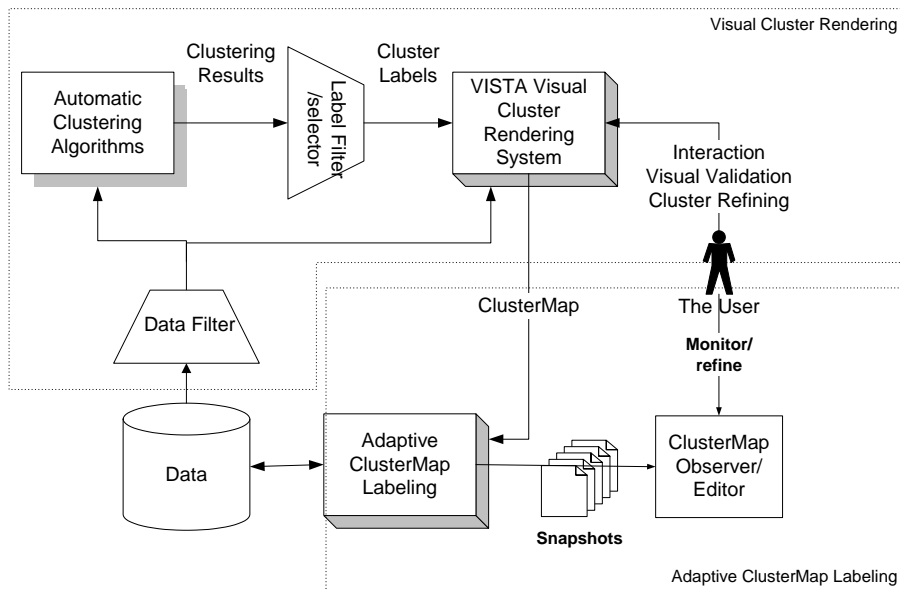 Visual Cluster Rendering
Clustering
Results
Cluster
Labels
Automatic
Clustering
Algorithms
Label Filter
/selector
VISTA Visual
Cluster
Rendering
System
Interaction
Visual Validation
Cluster Refining
ClusterMap
The User
Data Filter
Monitor/
refine
Data
Adaptive
ClusterMap
Labeling
ClusterMap
Observer/
Editor
Snapshots
Adaptive ClusterMap Labeling